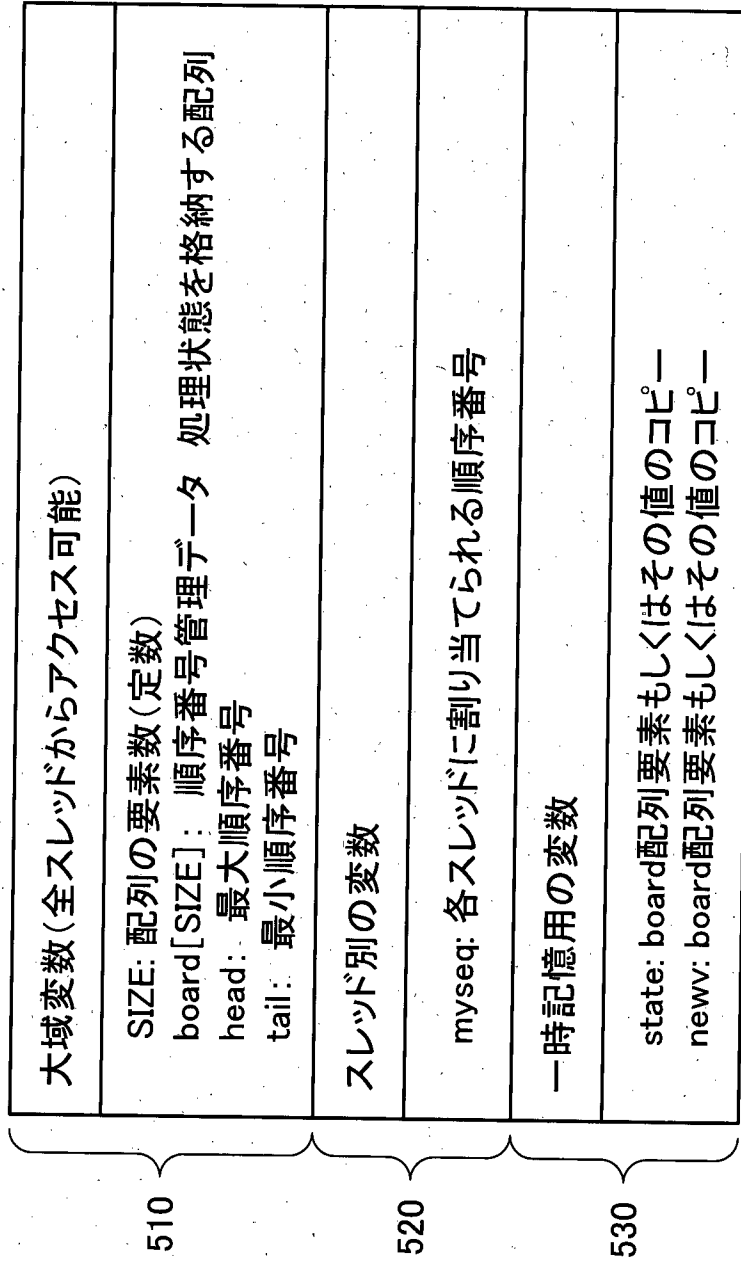 大域変数(全スレッドからアクセス可能)
SIZE: 配列の要素数(定数)
board[SIZE]: 順序番号管理データ 処理状態を格納する配列
head: 最大順序番号
tail: 最小順序番号
510
スレッド別の変数
myseq: 各スレッドに割り当てられる順序番号
520
一時記憶用の変数
state: board配列要素もしくはその値のコピー
newv: board配列要素もしくはその値のコピー
530